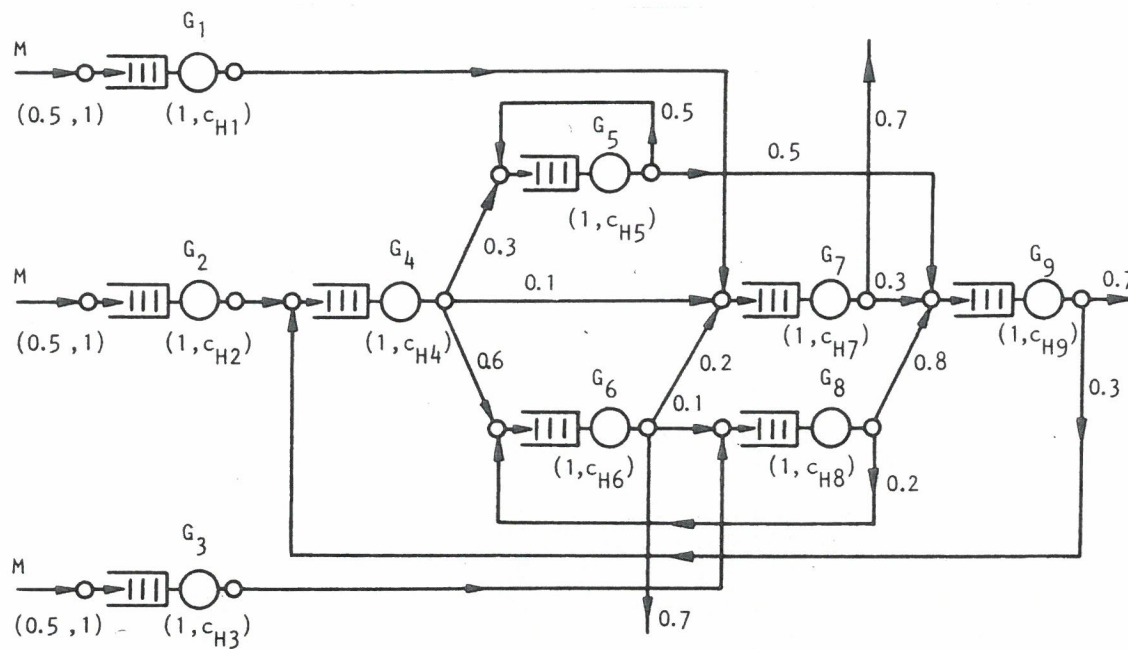 G1
M
(0.5 ,1)
(1,cH1)
0.7
0.5
G5
0.5
(1,cH5)
0.3
G2
M
(0.5 ,1)
(1,cH2)
G4
(1,cH4)
0.1
G7
0.3
(1,cH7)
G9
0.7
(1,cH9)
0.6
0.2
0.8
0.3
G6
0.1
(1,cH6)
G8
(1,cH8)
0.2
G3
M
(0.5 ,1)
(1,cH3)
0.7